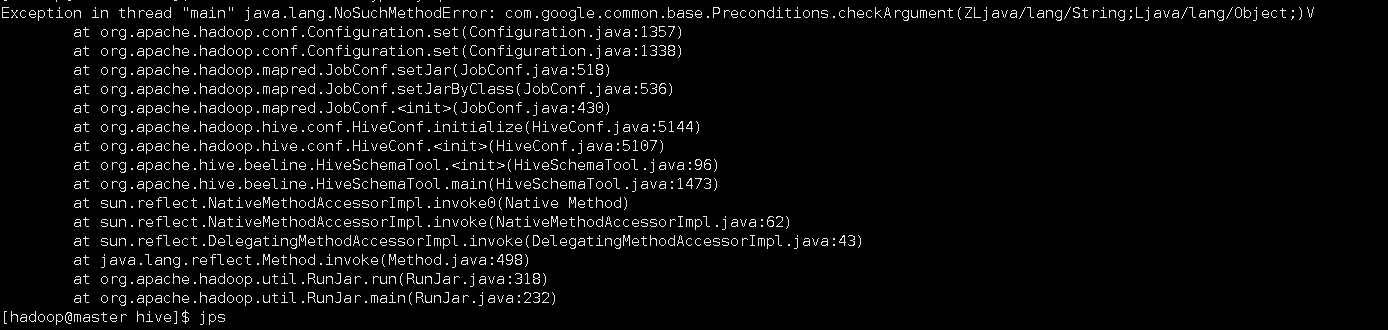 Exception in thread "main" java.lang.NoSuchMethodError: com.google.common.base.Preconditions.checkArgument(ZLjava/lang/String;Ljava/lang/Object;)V
        at org.apache.hadoop.conf.Configuration.set(Configuration.java:1357)
        at org.apache.hadoop.conf.Configuration.set(Configuration.java:1338)
        at org.apache.hadoop.mapred.JobConf.setJar(JobConf.java:518)
        at org.apache.hadoop.mapred.JobConf.setJarByClass(JobConf.java:536)
        at org.apache.hadoop.mapred.JobConf.<init>(JobConf.java:430)
        at org.apache.hadoop.hive.conf.HiveConf.initialize(HiveConf.java:5144)
        at org.apache.hadoop.hive.conf.HiveConf.<init>(HiveConf.java:5107)
        at org.apache.hive.beeline.HiveSchemaTool.<init>(HiveSchemaTool.java:96)
        at org.apache.hive.beeline.HiveSchemaTool.main(HiveSchemaTool.java:1473)
        at sun.reflect.NativeMethodAccessorImpl.invoke0(Native Method)
        at sun.reflect.NativeMethodAccessorImpl.invoke(NativeMethodAccessorImpl.java:62)
        at sun.reflect.DelegatingMethodAccessorImpl.invoke(DelegatingMethodAccessorImpl.java:43)
        at java.lang.reflect.Method.invoke(Method.java:498)
        at org.apache.hadoop.util.RunJar.run(RunJar.java:318)
        at org.apache.hadoop.util.RunJar.main(RunJar.java:232)
[hadoop@master hive]$ jps